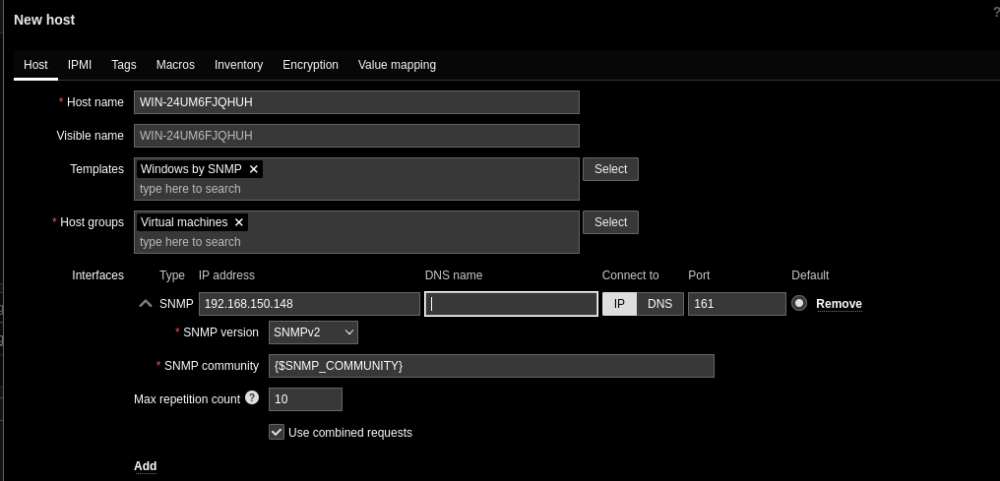 New host
?
Host IPMI Tags Macros Inventory Encryption Value mapping
* Host name WIN-24UM6FJQHUH
Visible name WIN-24UM6FJQHUH
Templates Windows by SNMP ✕ Select
type here to search
* Host groups Virtual machines ✕ Select
type here to search
Interfaces Type IP address DNS name Connect to Port Default
SNMP 192.168.150.148 IP DNS 161 Remove
* SNMP version SNMPv2
* SNMP community {$SNMP_COMMUNITY}
Max repetition count ? 10
Use combined requests
Add